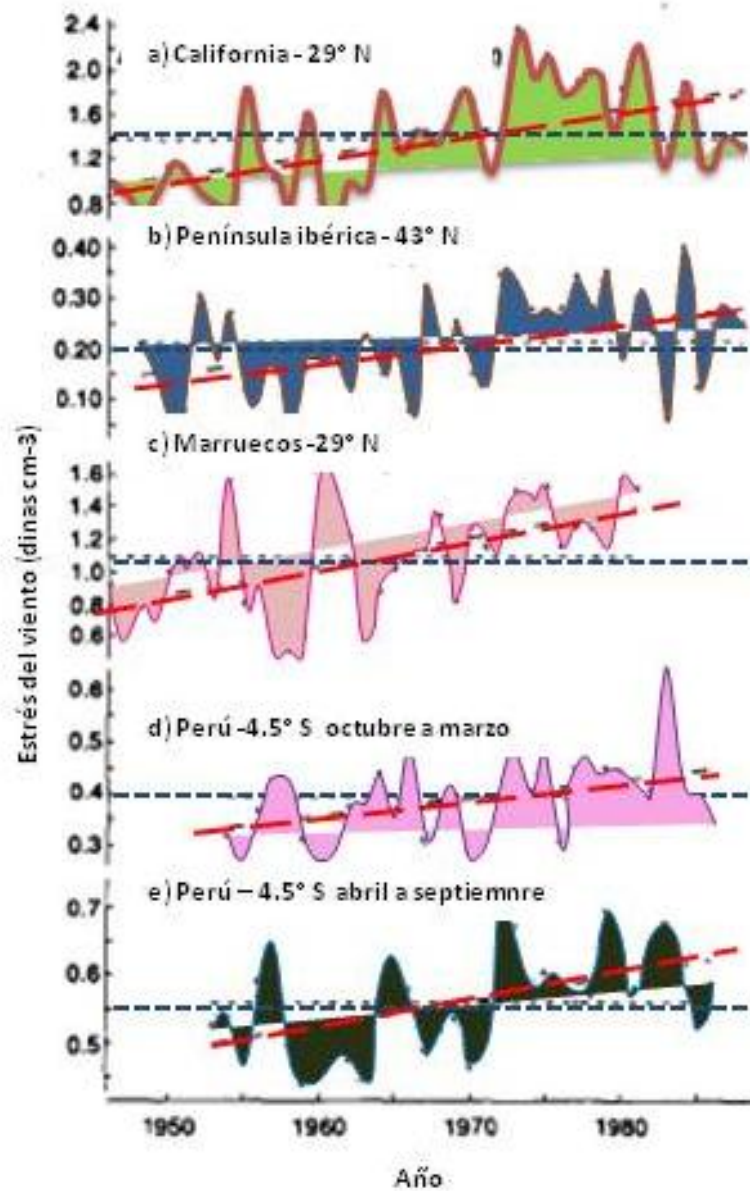 a) California - 29° N
2.4
2.0
1.6
1.2
0.8
b) Península ibérica - 43° N
0.40
0.30
0.20
0.10
c) Marruecos -29° N
1.6
1.4
1.2
1.0
0.8
0.6
d) Perú -4.5° S octubre a marzo
0.6
0.5
0.4
0.3
e) Perú – 4.5° S abril a septiemnre
0.7
0.6
0.5
Estrés del viento (dinas cm-3)
1950 1960 1970 1980
Año